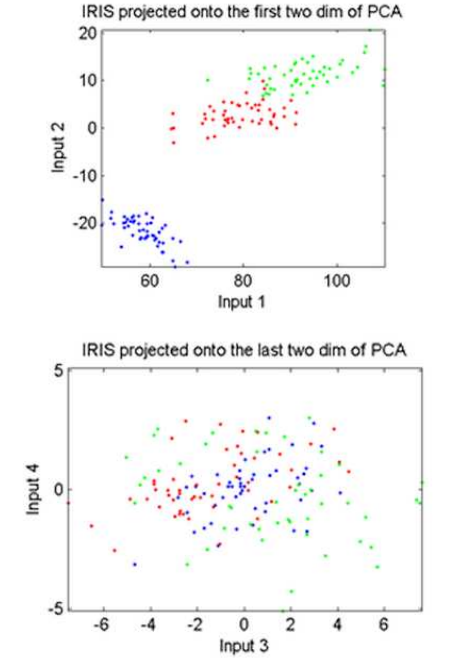 IRIS projected onto the first two dim of PCA
20
10
0
-10
-20
Input 2
60 80 100
Input 1
IRIS projected onto the last two dim of PCA
5
0
-5
Input 4
-6 -4 -2 0 2 4 6
Input 3